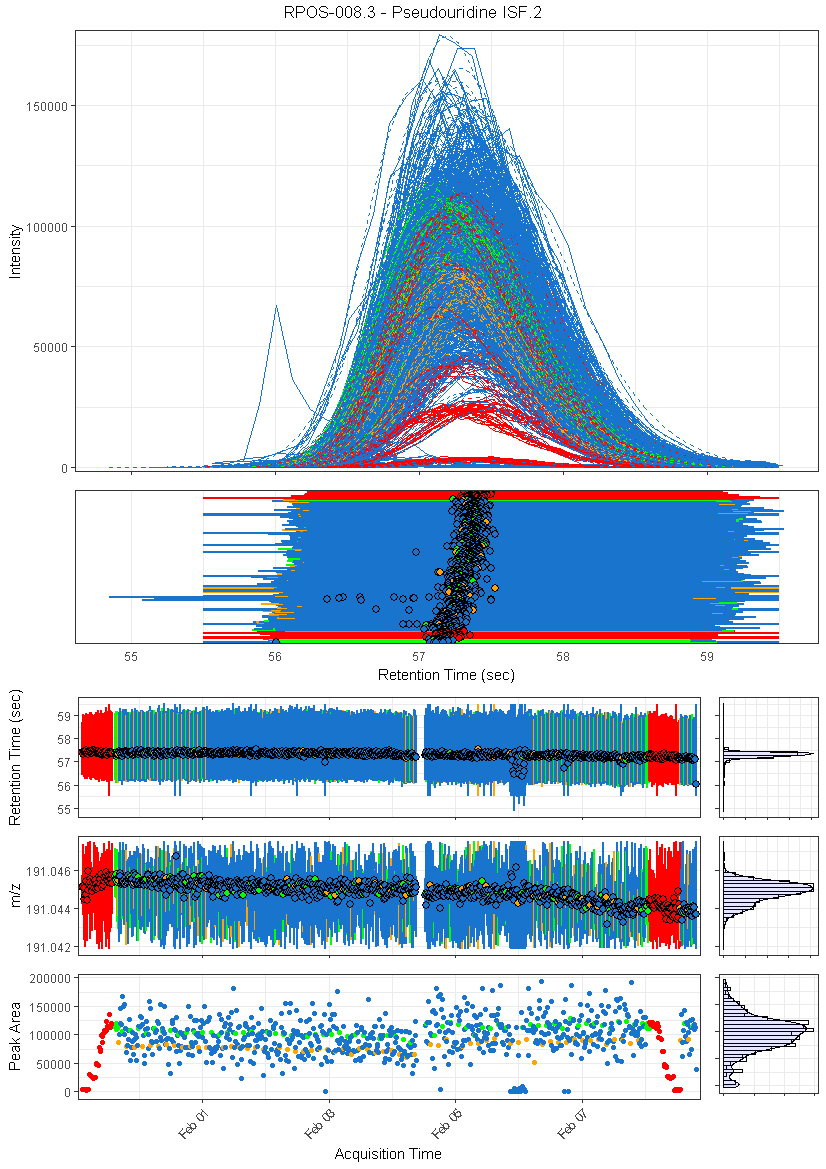 RPOS-008.3 - Pseudouridine ISF.2
Intensity
150000
100000
50000
0
55
56
57
58
59
Retention Time (sec)
Retention Time (sec)
59
58
57
56
55
m/z
191.046
191.044
191.042
Peak Area
200000
150000
100000
50000
0
Feb 01
Feb 03
Feb 05
Feb 07
Acquisition Time